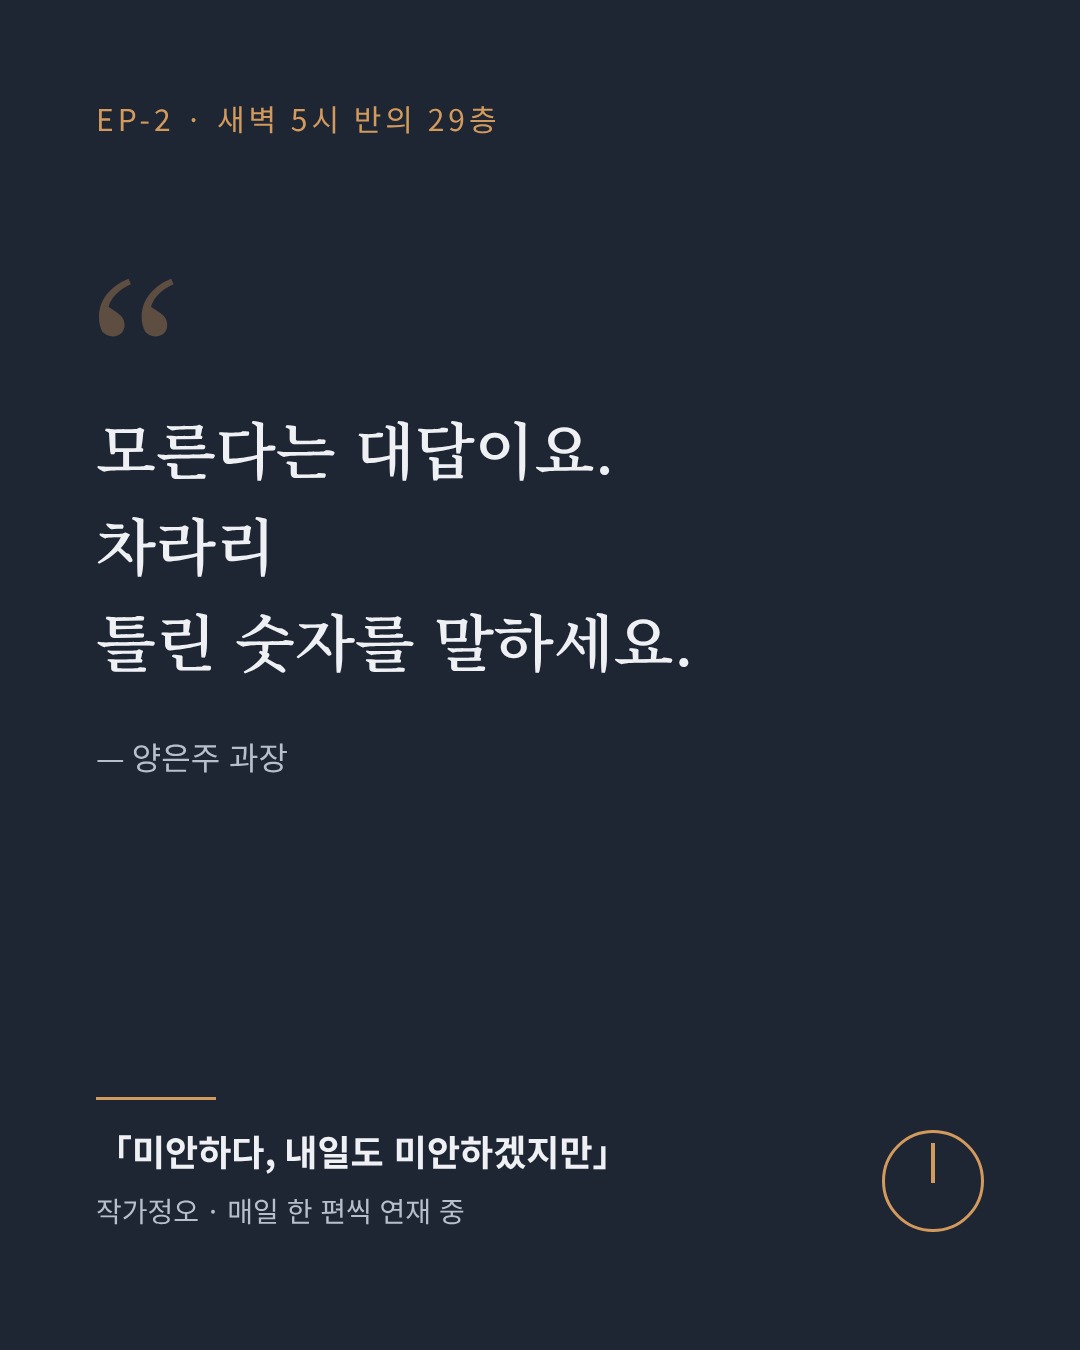 EP-2 · 새벽 5시 반의 29층
“
모른다는 대답이요.
차라리
틀린 숫자를 말하세요.
— 양은주 과장
「미안하다, 내일도 미안하겠지만」
작가정오 · 매일 한 편씩 연재 중